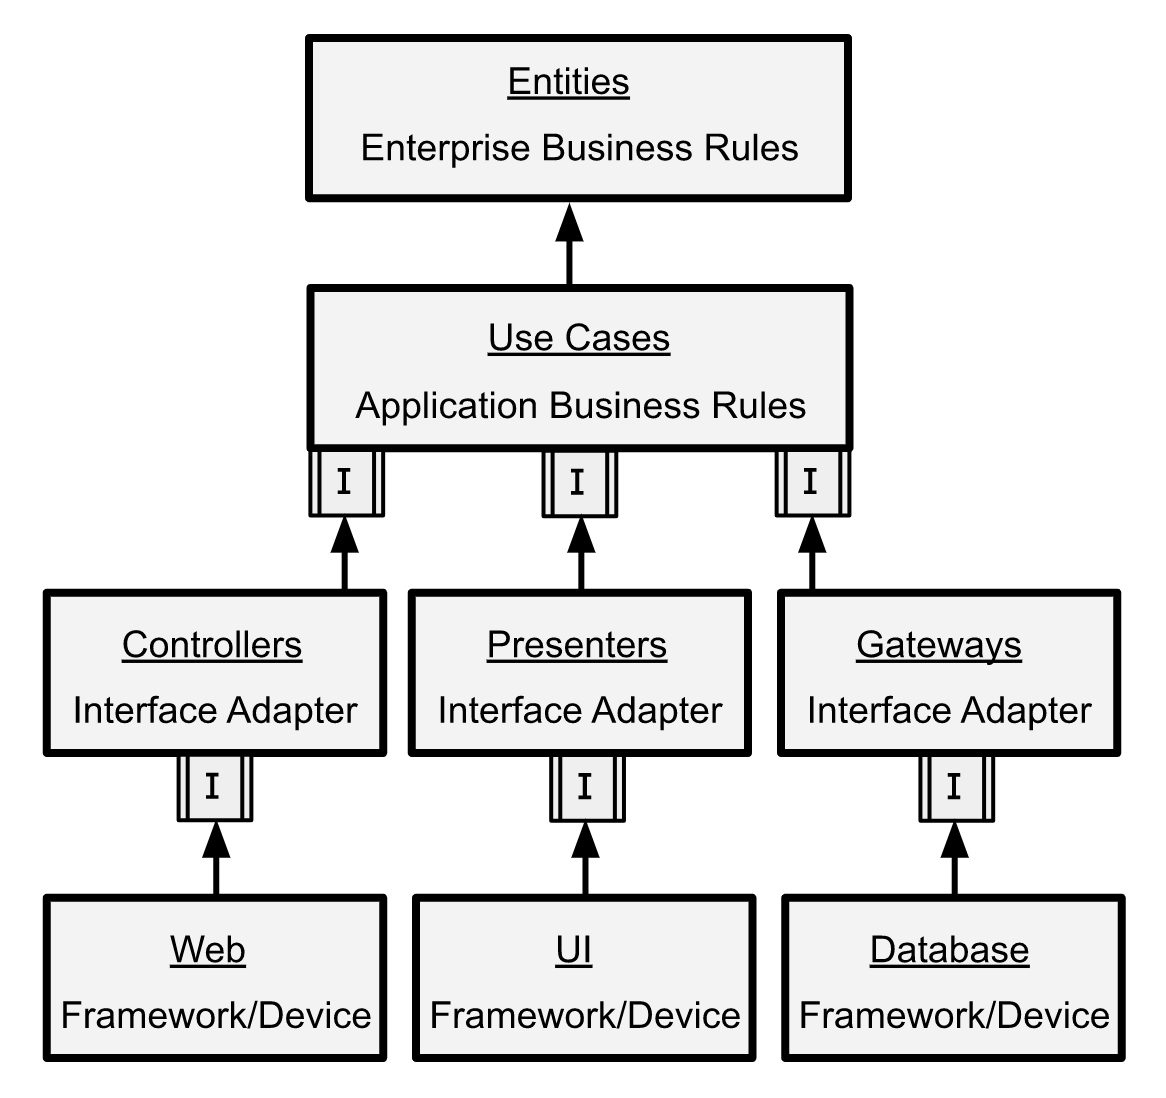 Entities
Enterprise Business Rules
Use Cases
Application Business Rules
I I I
Controllers Presenters Gateways
Interface Adapter Interface Adapter Interface Adapter
I I I
Web UI Database
Framework/Device Framework/Device Framework/Device